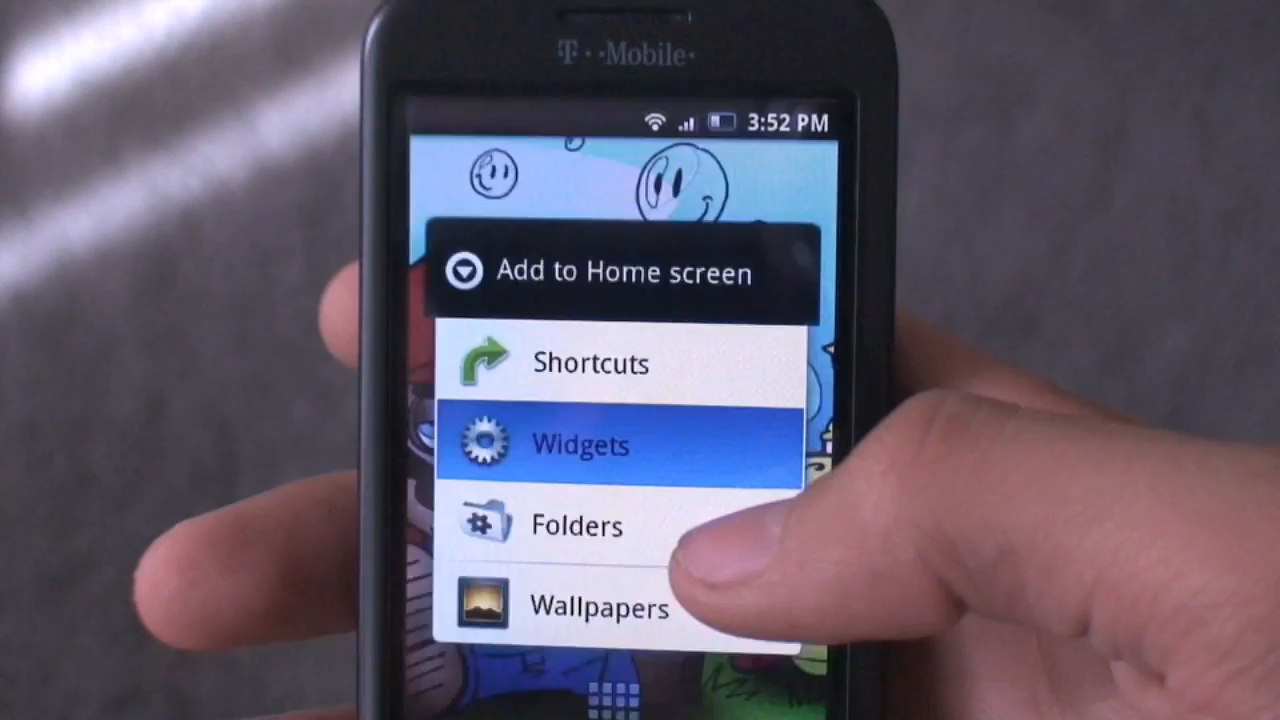 T··Mobile·
3:52 PM
Add to Home screen
Shortcuts
Widgets
Folders
Wallpapers